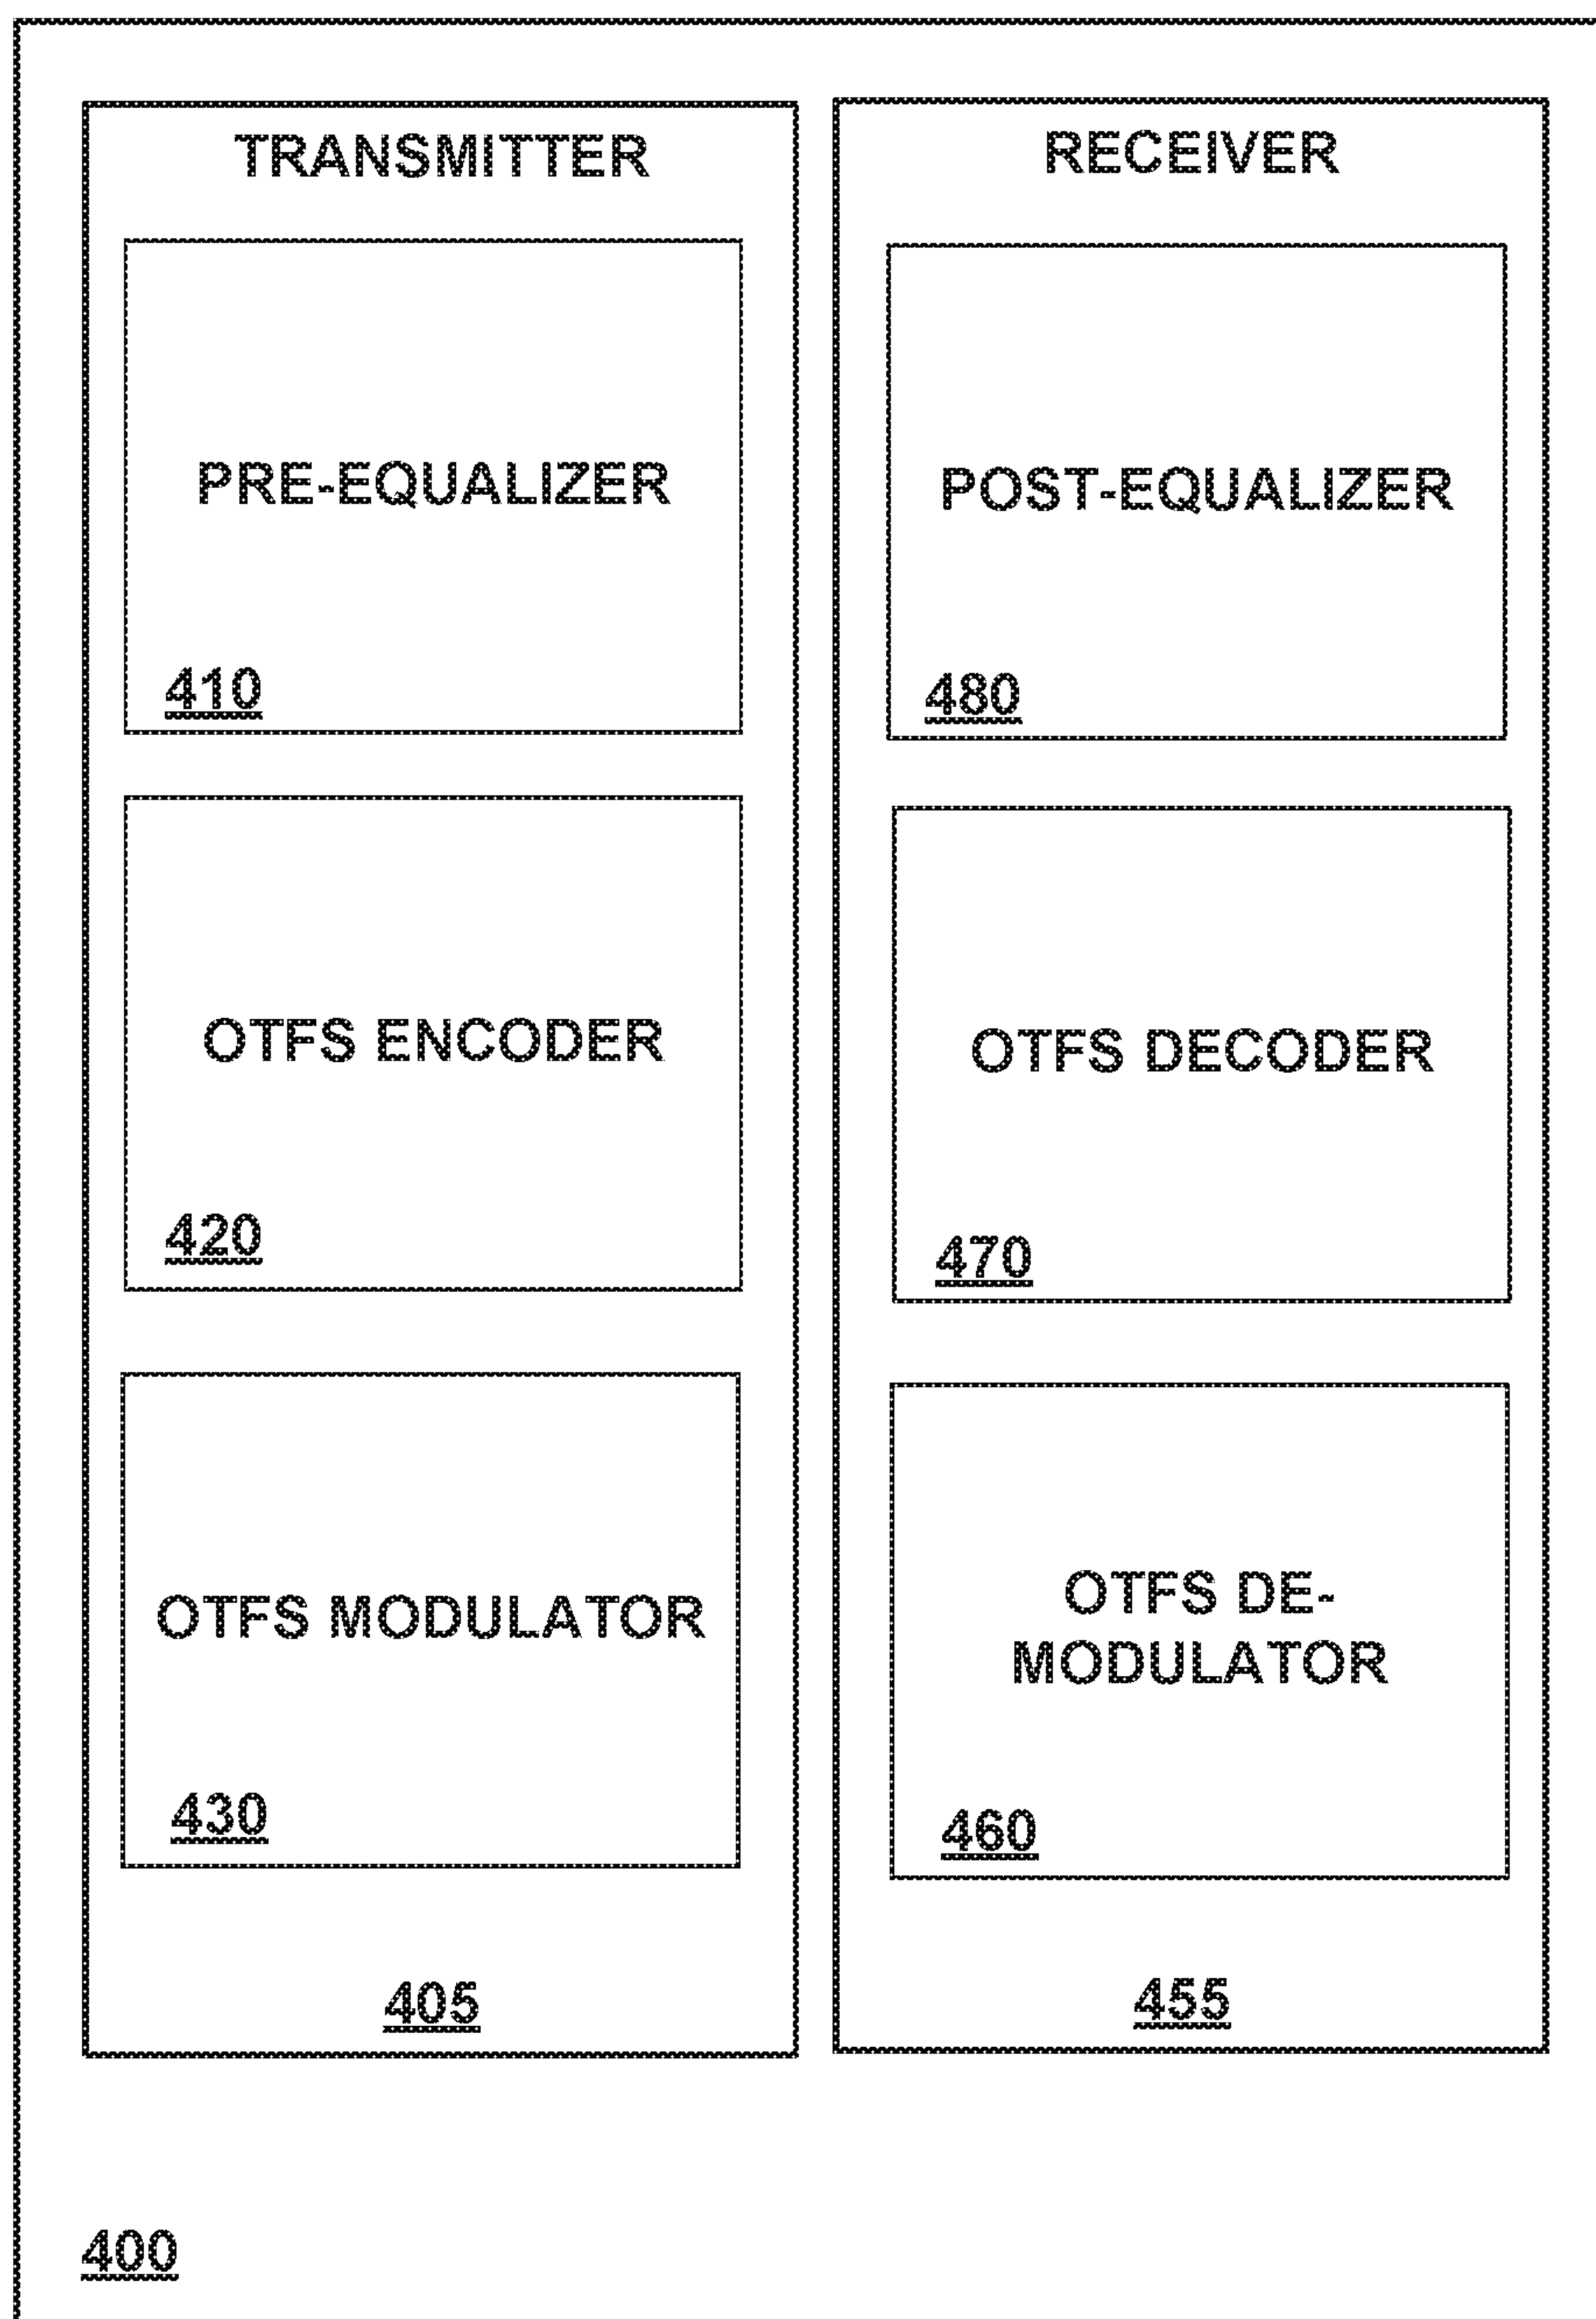 TRANSMITTER
PRE-EQUALIZER
410
OTFS ENCODER
420
OTFS MODULATOR
430
405
RECEIVER
POST-EQUALIZER
480
OTFS DECODER
470
OTFS DE-
MODULATOR
460
455
400